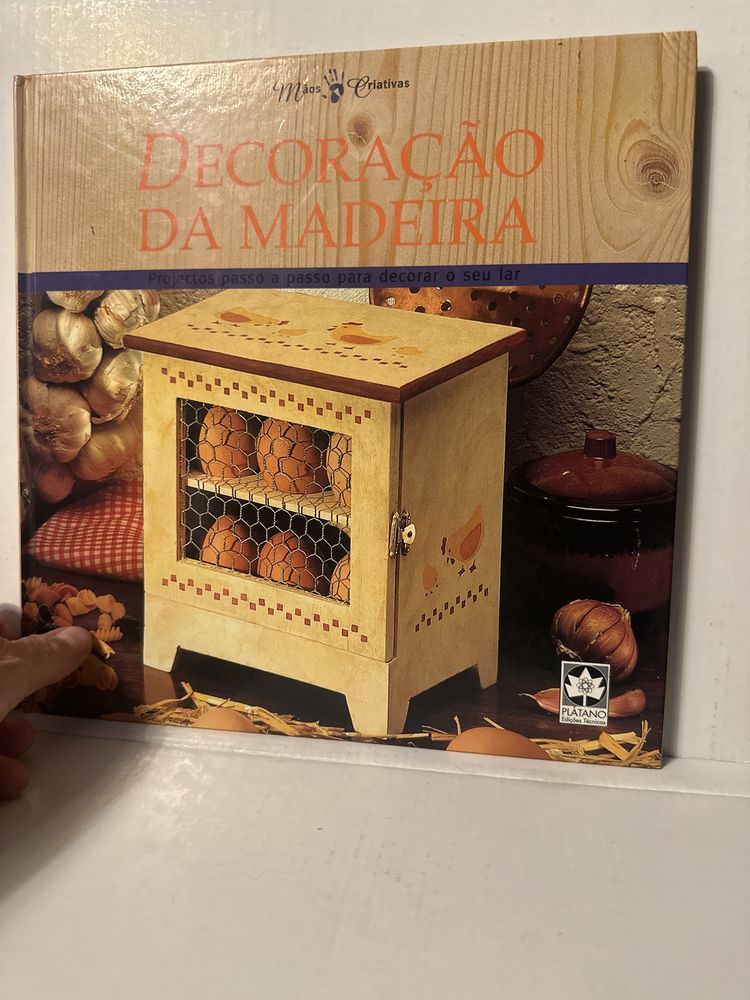 Mãos Criativas
DECORAÇÃO
DA MADEIRA
Projectos passo a passo para decorar o seu lar
PLÁTANO
Edições Técnicas